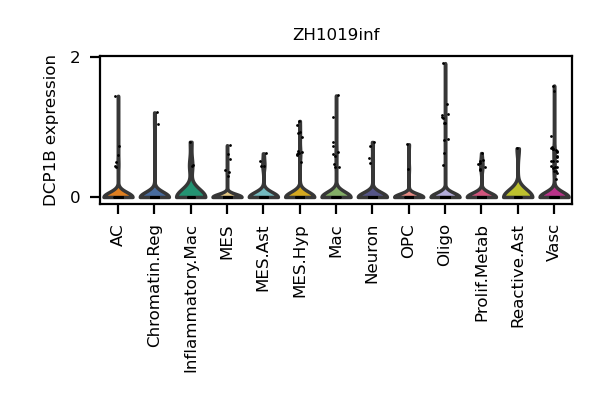 ZH1019inf
DCP1B expression
2
0
AC
Chromatin.Reg
Inflammatory.Mac
MES
MES.Ast
MES.Hyp
Mac
Neuron
OPC
Oligo
Prolif.Metab
Reactive.Ast
Vasc